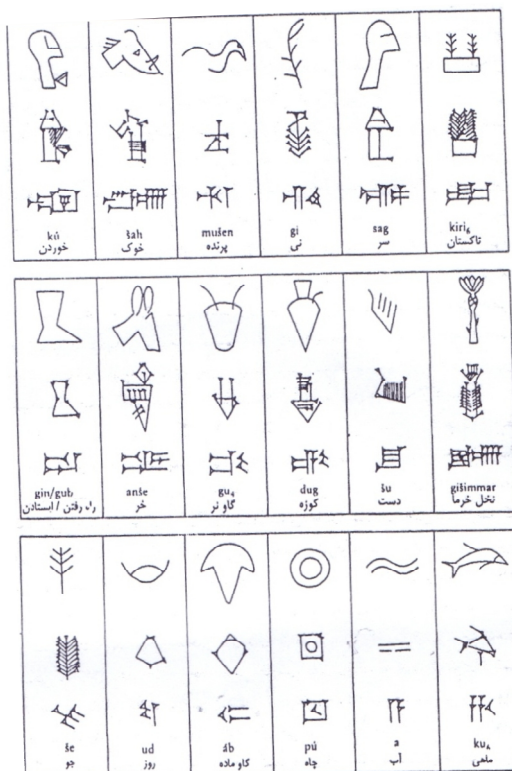 kú šaḫ mušen gi sag kiri₆
خوردن خوک پرنده نی سر تاکستان
gin/gub anše gu₄ dug šu gišimmar
راه رفتن / ایستادن خر گاو نر کوزه دست نخل خرما
še ud áb pú a ku₆
جو روز گاو ماده چاه آب ماهی